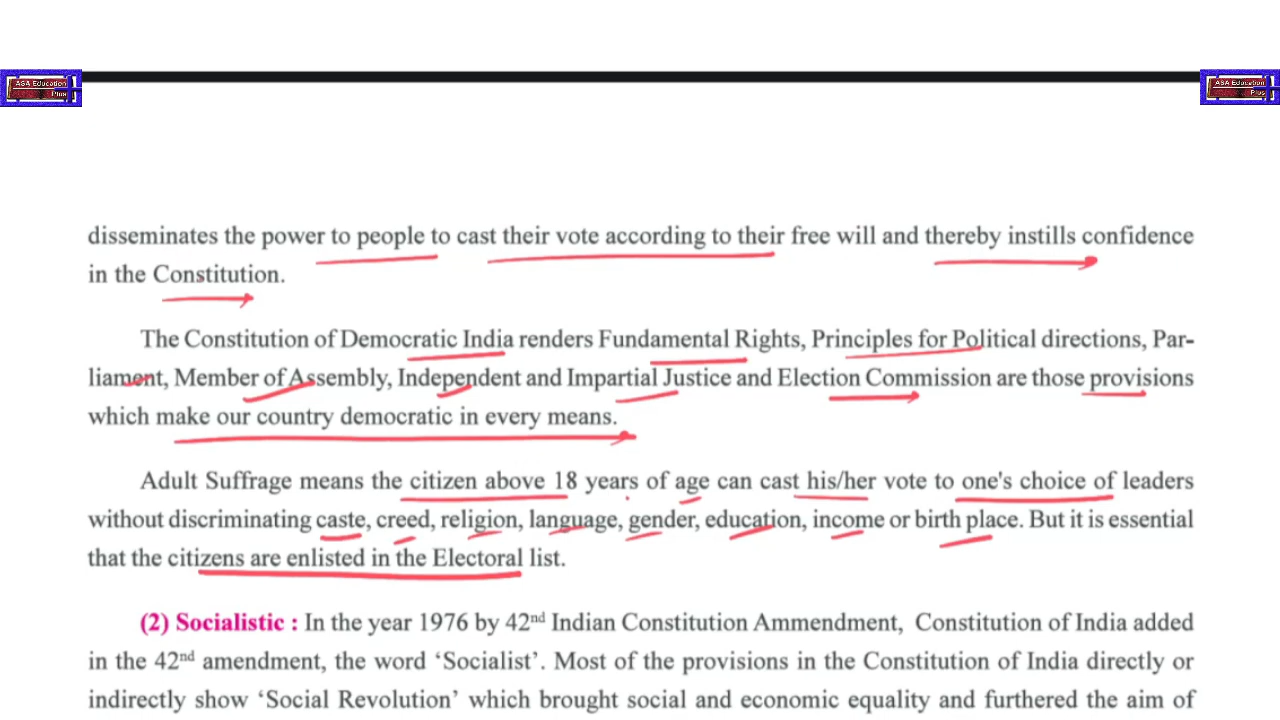 ASA Education
Plus
ASA Education
Plus
disseminates the power to people to cast their vote according to their free will and thereby instills confidence
in the Constitution.
The Constitution of Democratic India renders Fundamental Rights, Principles for Political directions, Par-
liament, Member of Assembly, Independent and Impartial Justice and Election Commission are those provisions
which make our country democratic in every means.
Adult Suffrage means the citizen above 18 years of age can cast his/her vote to one's choice of leaders
without discriminating caste, creed, religion, language, gender, education, income or birth place. But it is essential
that the citizens are enlisted in the Electoral list.
(2) Socialistic : In the year 1976 by 42nd Indian Constitution Ammendment, Constitution of India added
in the 42nd amendment, the word ‘Socialist’. Most of the provisions in the Constitution of India directly or
indirectly show ‘Social Revolution’ which brought social and economic equality and furthered the aim of